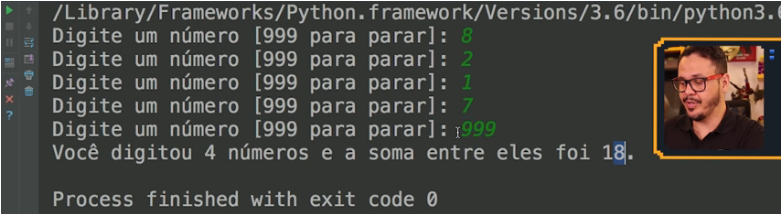 /Library/Frameworks/Python.framework/Versions/3.6/bin/python3.6
Digite um número [999 para parar]: 8
Digite um número [999 para parar]: 2
Digite um número [999 para parar]: 1
Digite um número [999 para parar]: 7
Digite um número [999 para parar]: 999
Você digitou 4 números e a soma entre eles foi 18.
Process finished with exit code 0